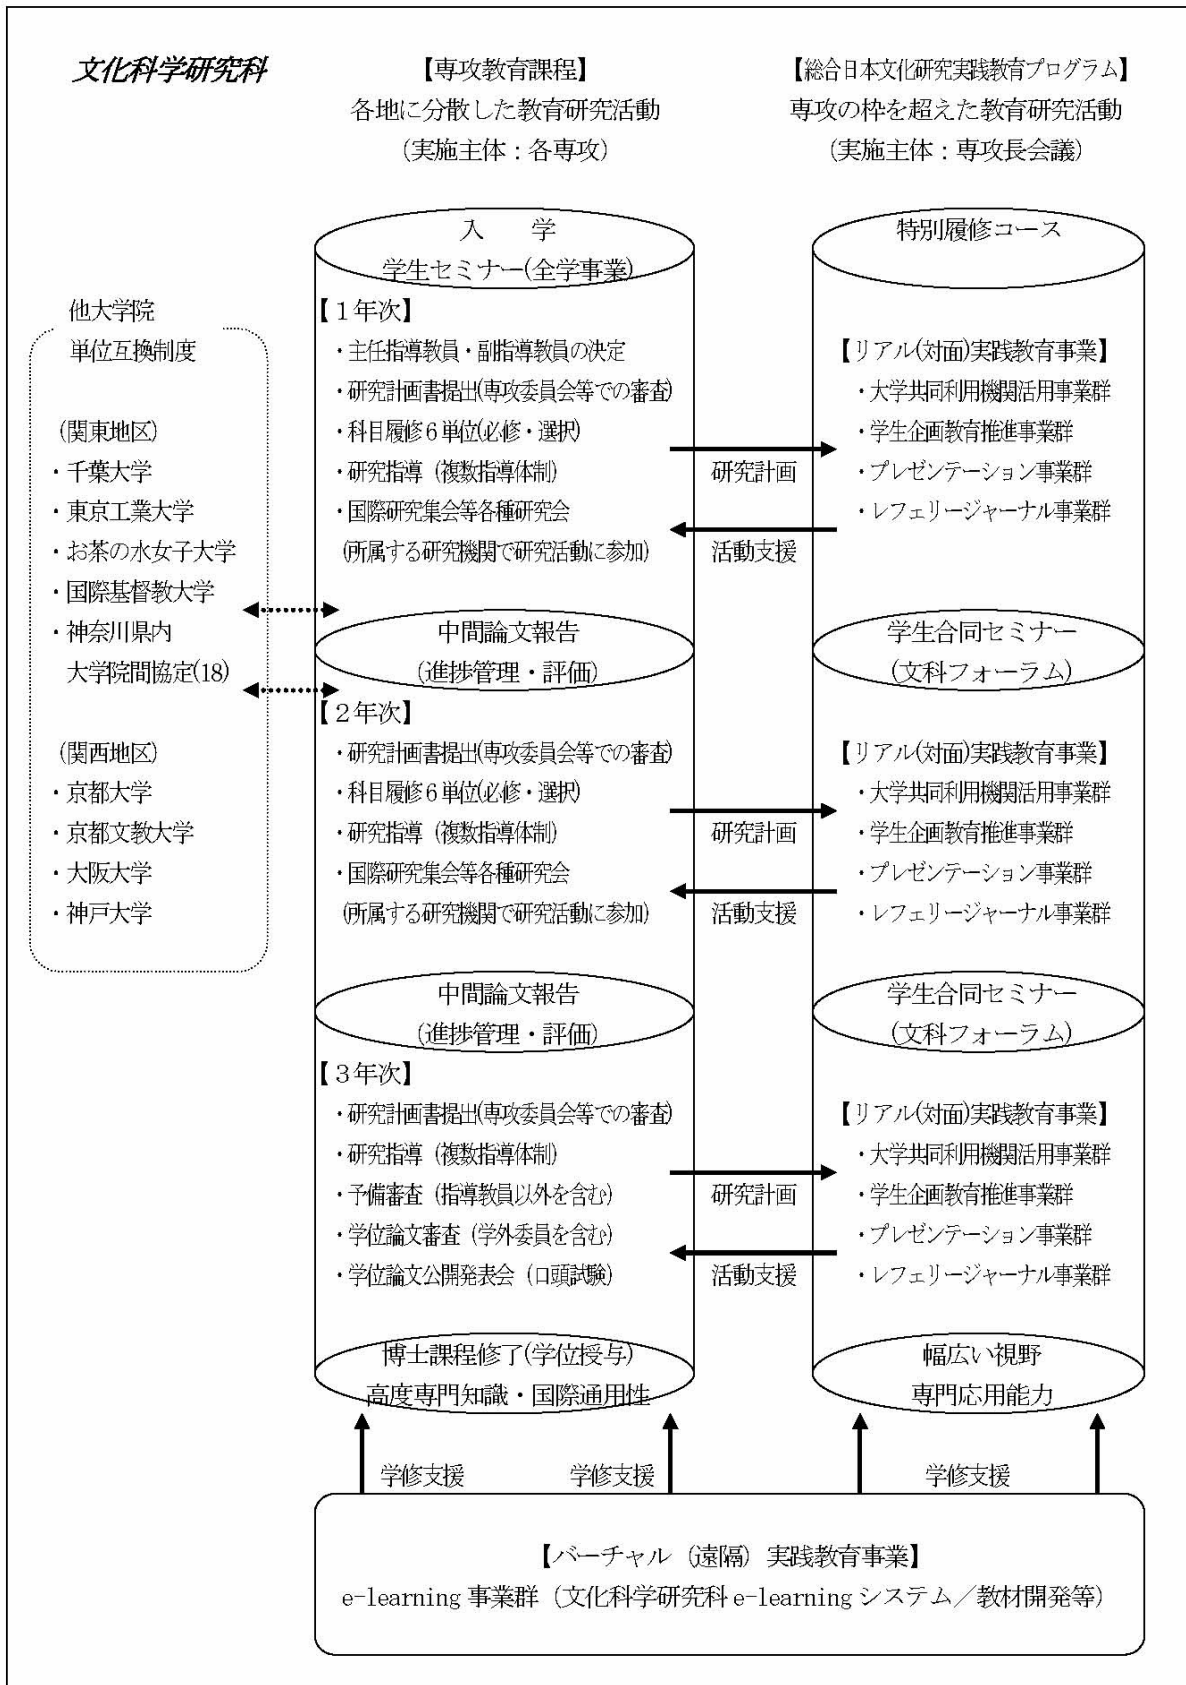 文化科学研究科
【専攻教育課程】
各地に分散した教育研究活動
(実施主体：各専攻)
【総合日本文化研究実践教育プログラム】
専攻の枠を超えた教育研究活動
(実施主体：専攻長会議)
他大学院
単位互換制度
(関東地区)
・千葉大学
・東京工業大学
・お茶の水女子大学
・国際基督教大学
・神奈川県内
大学院間協定(18)
(関西地区)
・京都大学
・京都文教大学
・大阪大学
・神戸大学
入　学
学生セミナー(全学事業)
【１年次】
・主任指導教員・副指導教員の決定
・研究計画書提出(専攻委員会等での審査)
・科目履修６単位(必修・選択)
・研究指導（複数指導体制）
・国際研究集会等各種研究会
(所属する研究機関で研究活動に参加)
中間論文報告
(進捗管理・評価)
【２年次】
・研究計画書提出(専攻委員会等での審査)
・科目履修６単位(必修・選択)
・研究指導（複数指導体制）
・国際研究集会等各種研究会
(所属する研究機関で研究活動に参加)
中間論文報告
(進捗管理・評価)
【３年次】
・研究計画書提出(専攻委員会等での審査)
・研究指導（複数指導体制）
・予備審査（指導教員以外を含む）
・学位論文審査（学外委員を含む）
・学位論文公開発表会（口頭試験）
博士課程修了(学位授与)
高度専門知識・国際通用性
研究計画
活動支援
研究計画
活動支援
研究計画
活動支援
特別履修コース
【リアル(対面)実践教育事業】
・大学共同利用機関活用事業群
・学生企画教育推進事業群
・プレゼンテーション事業群
・レフェリージャーナル事業群
学生合同セミナー
(文科フォーラム)
【リアル(対面)実践教育事業】
・大学共同利用機関活用事業群
・学生企画教育推進事業群
・プレゼンテーション事業群
・レフェリージャーナル事業群
学生合同セミナー
(文科フォーラム)
【リアル(対面)実践教育事業】
・大学共同利用機関活用事業群
・学生企画教育推進事業群
・プレゼンテーション事業群
・レフェリージャーナル事業群
幅広い視野
専門応用能力
学修支援
学修支援
学修支援
【バーチャル（遠隔）実践教育事業】
e-learning 事業群（文化科学研究科 e-learning システム／教材開発等）